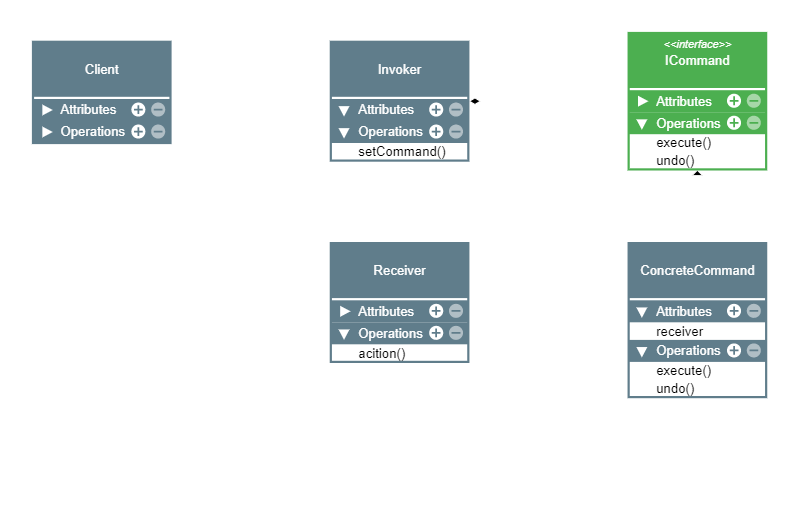 Client
Attributes
Operations
Invoker
Attributes
Operations
setCommand()
<<interface>>
ICommand
Attributes
Operations
execute()
undo()
Receiver
Attributes
Operations
acition()
ConcreteCommand
Attributes
receiver
Operations
execute()
undo()